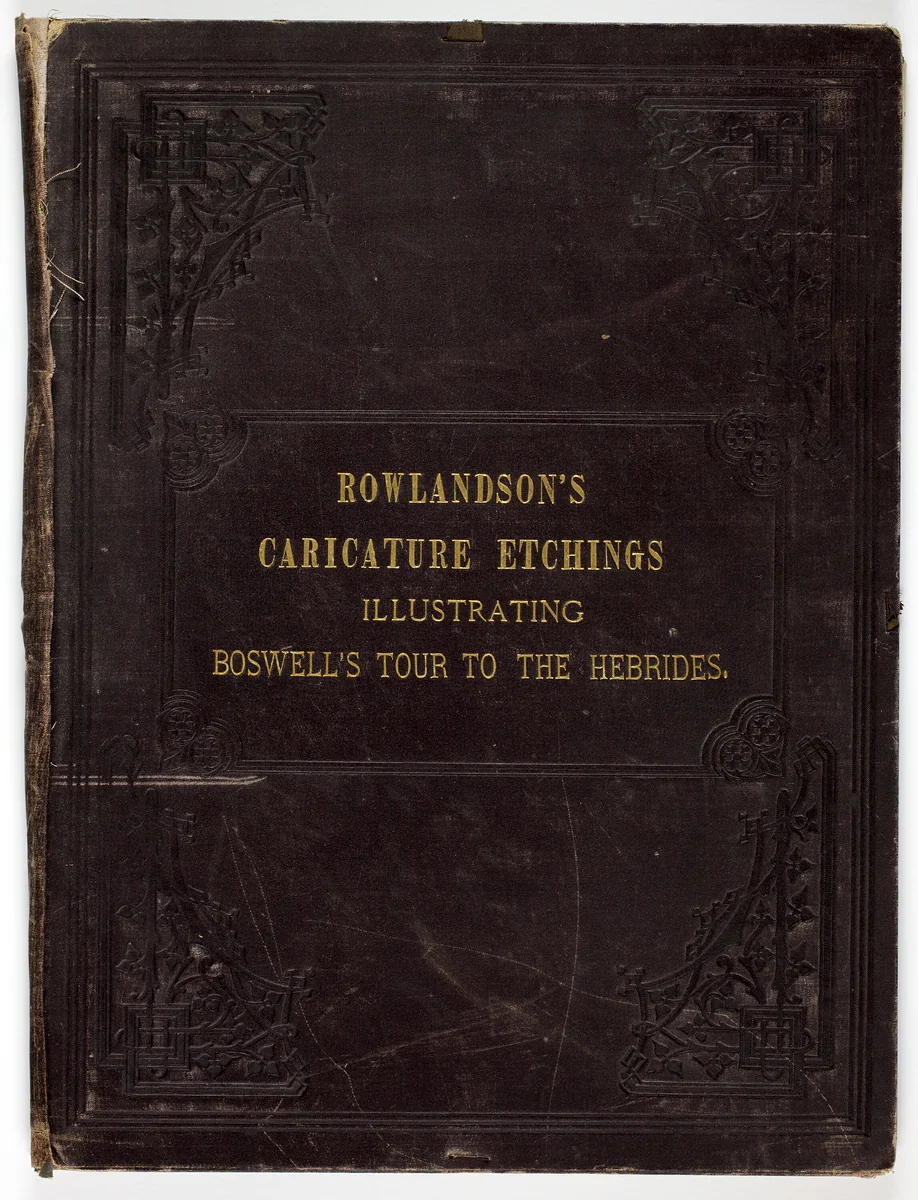 ROWLANDSON'S
CARICATURE ETCHINGS
ILLUSTRATING
BOSWELL'S TOUR TO THE HEBRIDES.